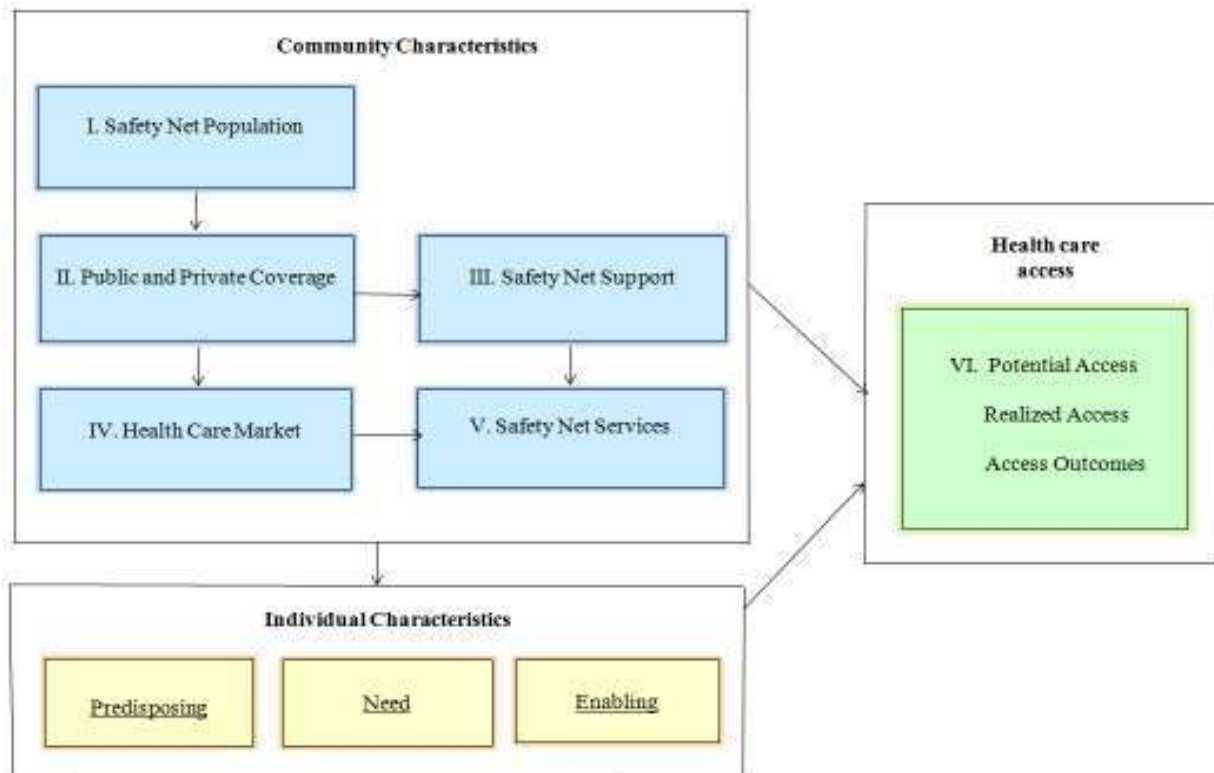 Community Characteristics
I. Safety Net Population
II. Public and Private Coverage
III. Safety Net Support
IV. Health Care Market
V. Safety Net Services
Health care
access
VI. Potential Access
Realized Access
Access Outcomes
Individual Characteristics
Predisposing
Need
Enabling